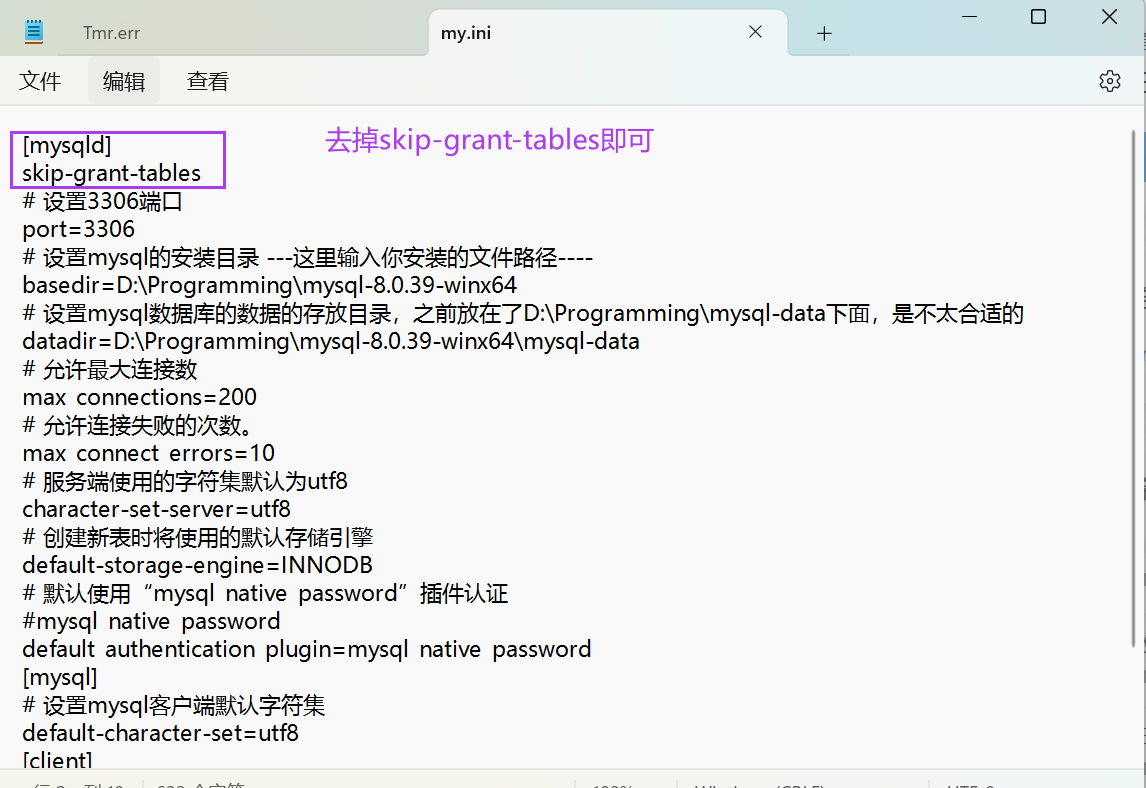 Tmr.err
my.ini
文件 编辑 查看
[mysqld]
去掉skip-grant-tables即可
skip-grant-tables
# 设置3306端口
port=3306
# 设置mysql的安装目录 ---这里输入你安装的文件路径----
basedir=D:\Programming\mysql-8.0.39-winx64
# 设置mysql数据库的数据的存放目录，之前放在了D:\Programming\mysql-data下面，是不太合适的
datadir=D:\Programming\mysql-8.0.39-winx64\mysql-data
# 允许最大连接数
max connections=200
# 允许连接失败的次数。
max connect errors=10
# 服务端使用的字符集默认为utf8
character-set-server=utf8
# 创建新表时将使用的默认存储引擎
default-storage-engine=INNODB
# 默认使用“mysql native password”插件认证
#mysql native password
default authentication plugin=mysql native password
[mysql]
# 设置mysql客户端默认字符集
default-character-set=utf8
[client]